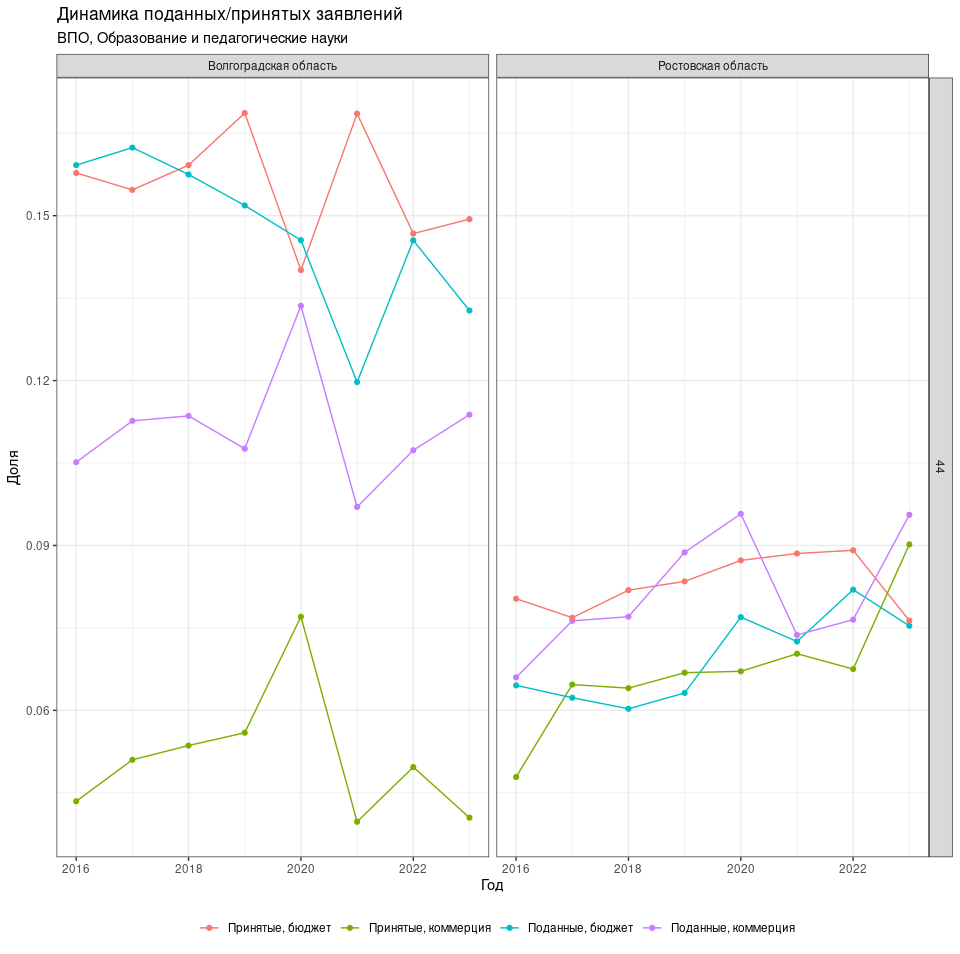 Динамика поданных/принятых заявлений
ВПО, Образование и педагогические науки
Волгоградская область
Ростовская область
44
0.15
0.12
0.09
0.06
Доля
2016
2018
2020
2022
2016
2018
2020
2022
Год
Принятые, бюджет
Принятые, коммерция
Поданные, бюджет
Поданные, коммерция